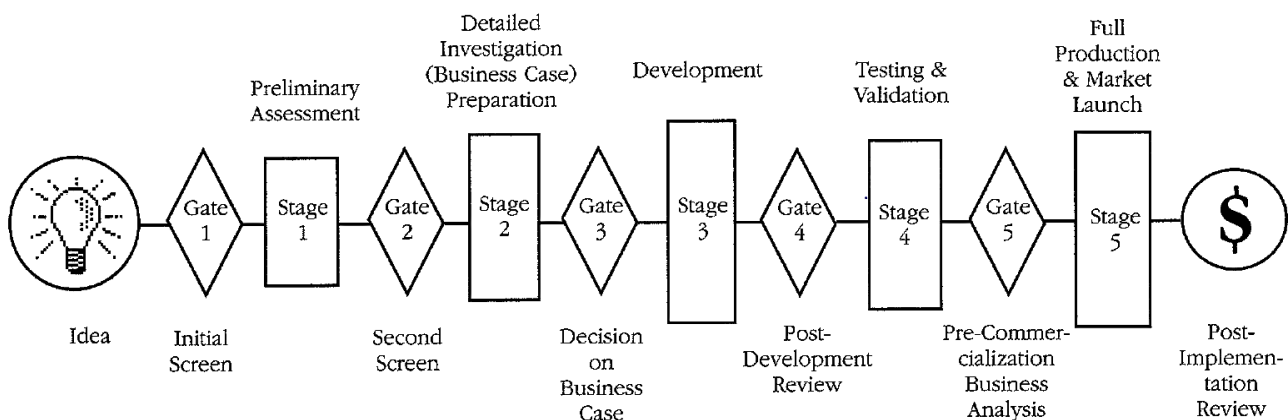 Detailed
Investigation
(Business Case)
Preparation
Full
Production
& Market
Launch
Preliminary
Assessment
Development
Testing &
Validation
Gate
1
Stage
1
Gate
2
Stage
2
Gate
3
Stage
3
Gate
4
Stage
4
Gate
5
Stage
5
$
Idea
Initial
Screen
Second
Screen
Decision
on
Business
Case
Post-
Development
Review
Pre-Commer-
cialization
Business
Analysis
Post-
Implemen-
tation
Review